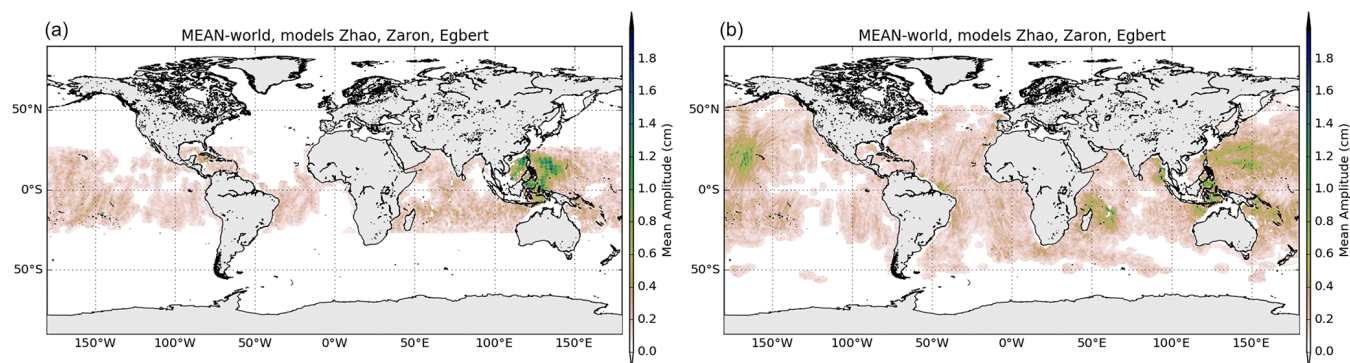 (a)
MEAN-world, models Zhao, Zaron, Egbert
50°N
0°S
50°S
150°W 100°W 50°W 0°W 50°E 100°E 150°E
1.8
1.6
1.4
1.2
1.0
0.8
0.6
0.4
0.2
0.0
Mean Amplitude (cm)
(b)
MEAN-world, models Zhao, Zaron, Egbert
50°N
0°S
50°S
150°W 100°W 50°W 0°W 50°E 100°E 150°E
1.8
1.6
1.4
1.2
1.0
0.8
0.6
0.4
0.2
0.0
Mean Amplitude (cm)